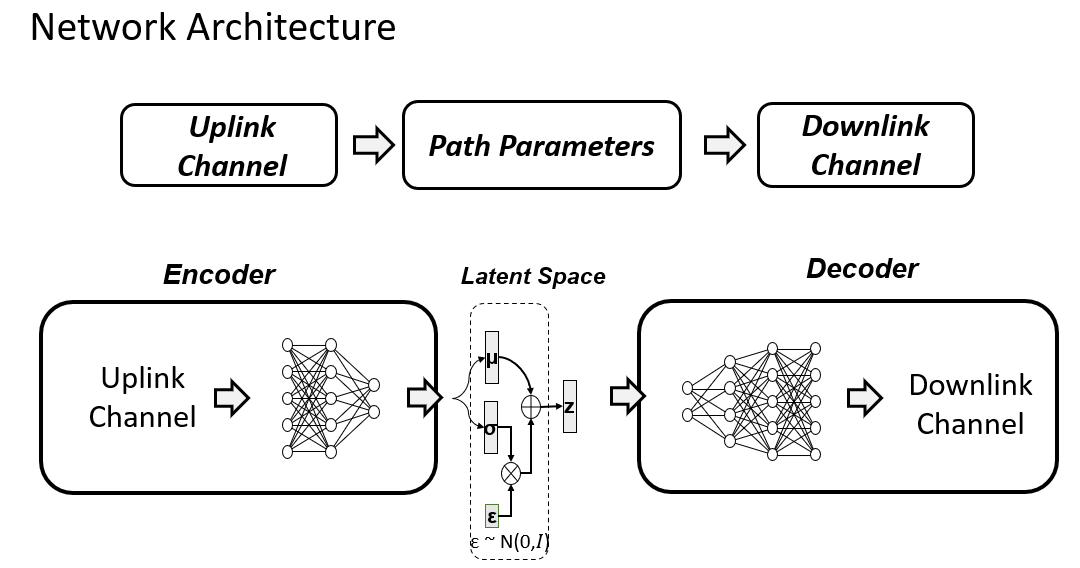 Network Architecture
Uplink
Channel
Path Parameters
Downlink
Channel
Encoder
Latent Space
Decoder
Uplink
Channel
μ
σ
ε
z
ε ~ N(0,I)
Downlink
Channel